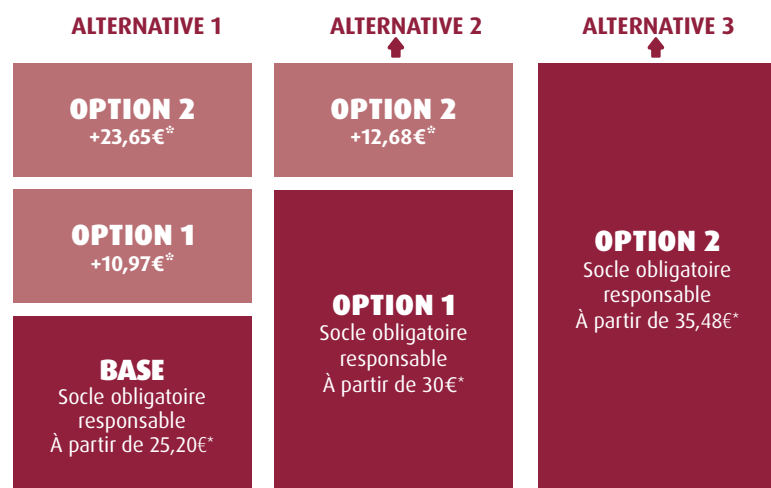 ALTERNATIVE 1
OPTION 2
+23,65€*
OPTION 1
+10,97€*
BASE
Socle obligatoire
responsable
À partir de 25,20€*
ALTERNATIVE 2
OPTION 2
+12,68€*
OPTION 1
Socle obligatoire
responsable
À partir de 30€*
ALTERNATIVE 3
OPTION 2
Socle obligatoire
responsable
À partir de 35,48€*